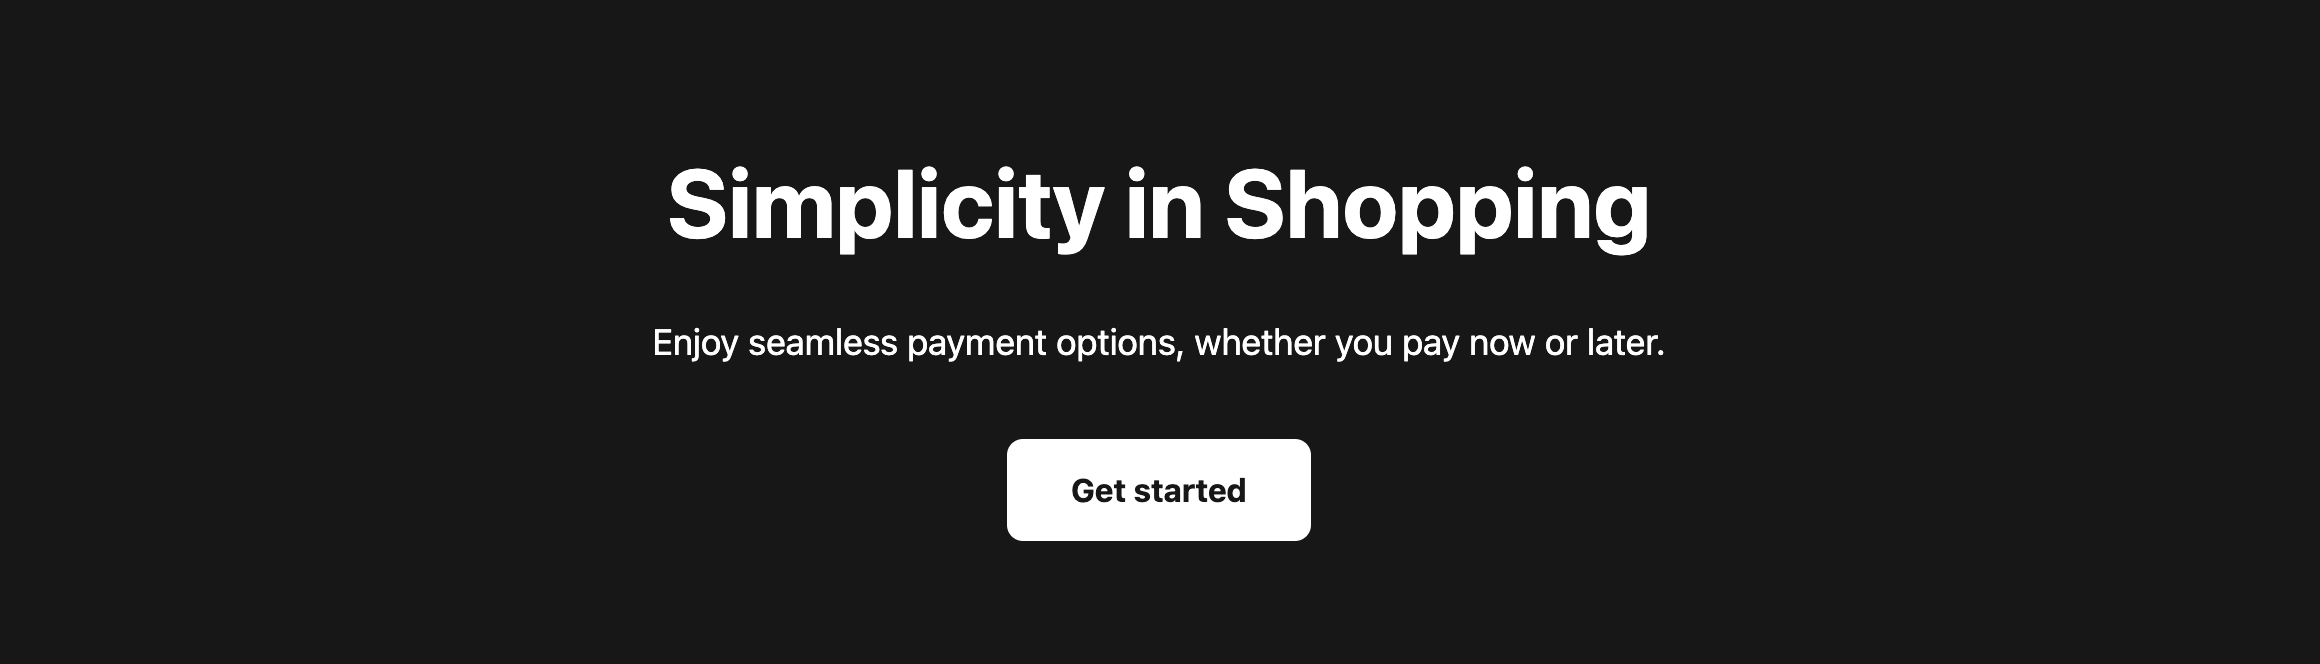 Simplicity in Shopping
Enjoy seamless payment options, whether you pay now or later.
Get started